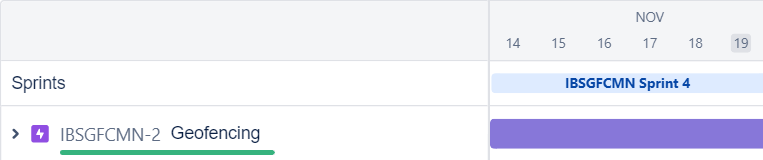 NOV
14 15 16 17 18 19
Sprints
IBSGFCMN Sprint 4
IBSGFCMN-2 Geofencing